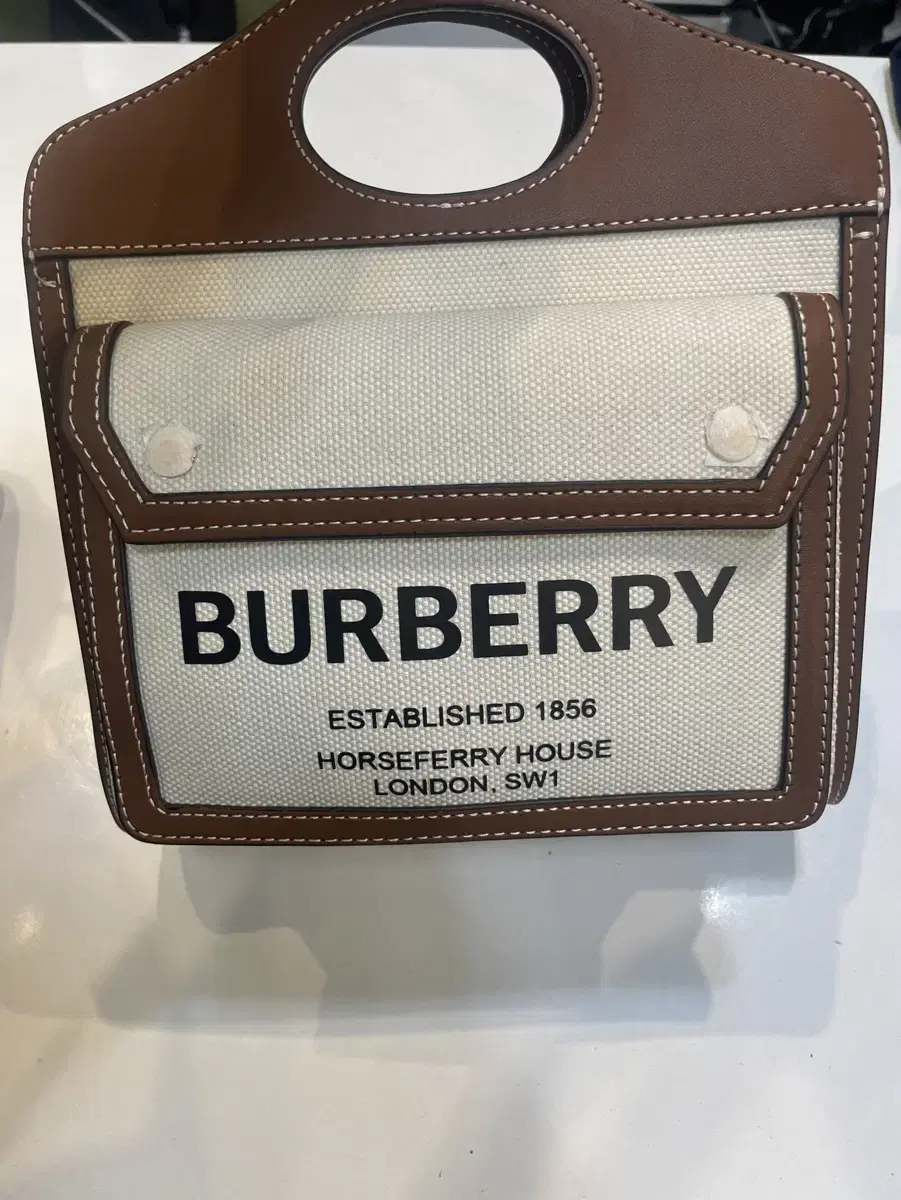 BURBERRY
ESTABLISHED 1856
HORSEFERRY HOUSE
LONDON, SW1